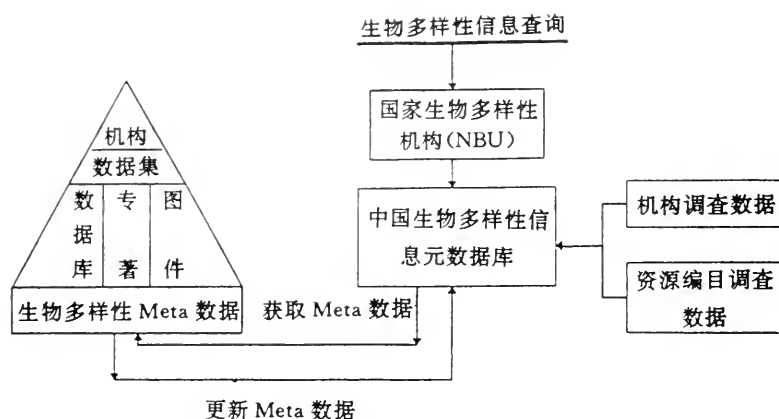 生物多样性信息查询
国家生物多样性
机构(NBU)
机构
数据集
数据库
专著
图件
生物多样性 Meta 数据
中国生物多样性信
息元数据库
机构调查数据
资源编目调查
数据
获取 Meta 数据
更新 Meta 数据